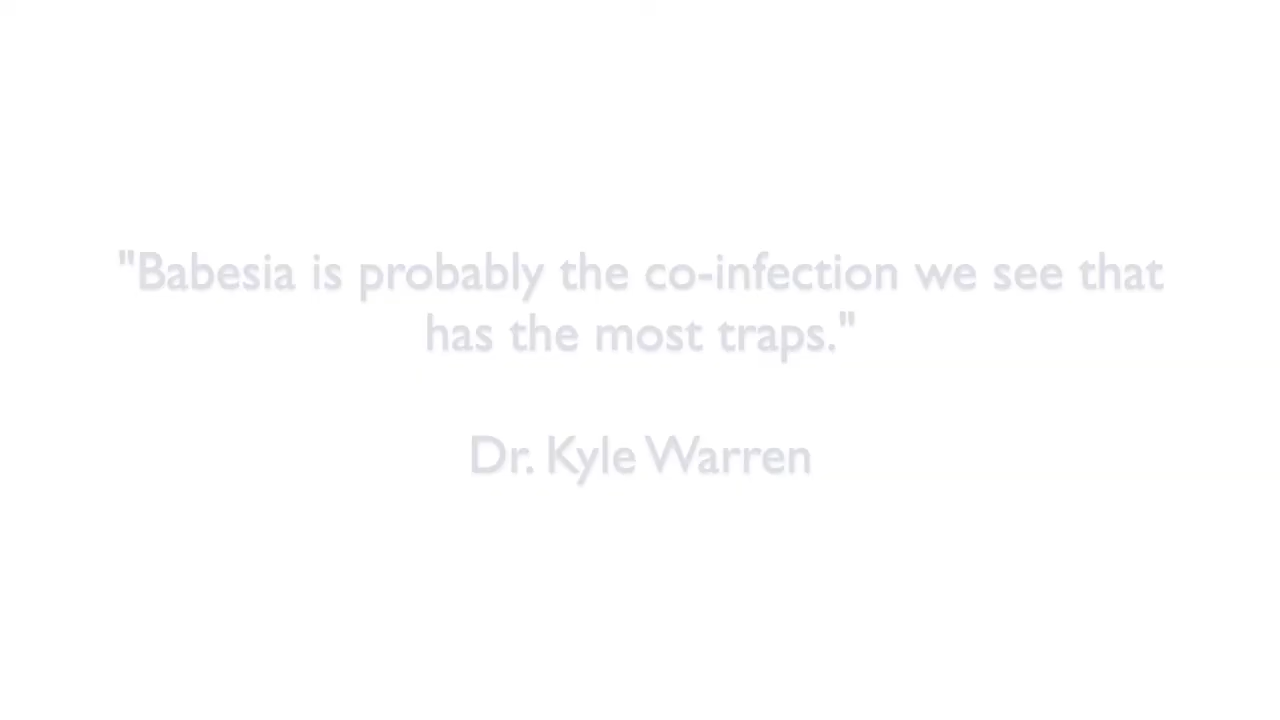 "Babesia is probably the co-infection we see that
has the most traps."
Dr. Kyle Warren